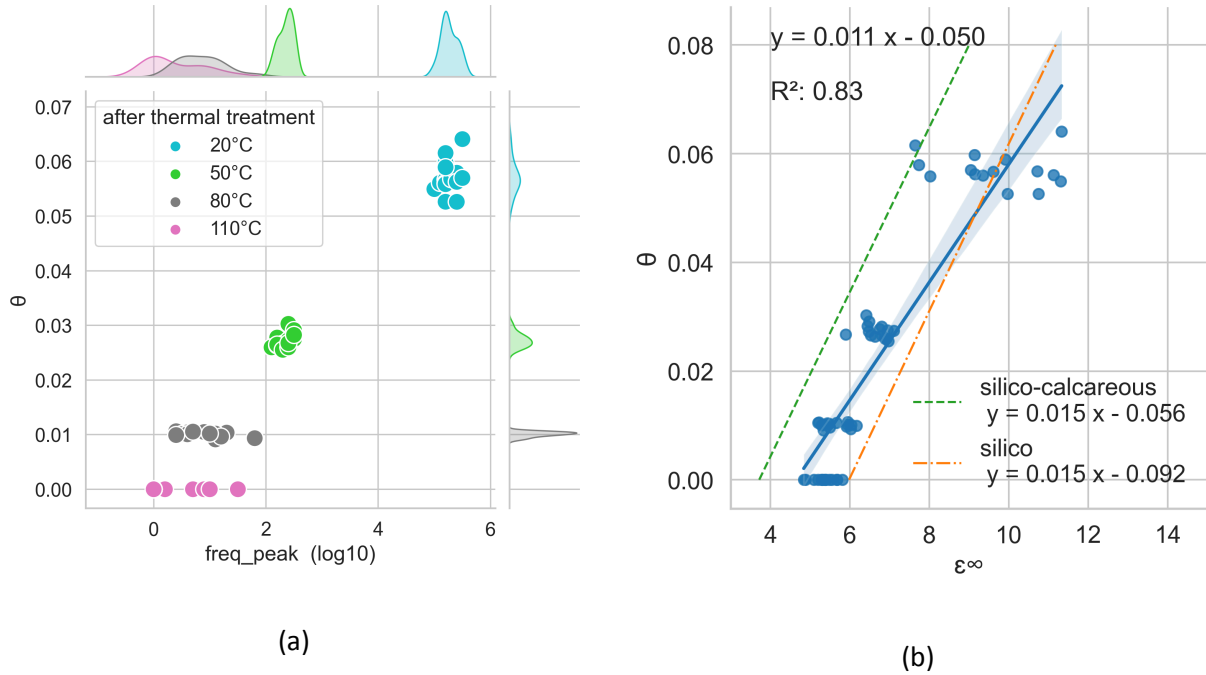 0.07
0.06
0.05
0.04
0.03
0.02
0.01
0.00
θ
after thermal treatment
20°C
50°C
80°C
110°C
0 2 4 6
freq_peak (log10)
(a)
0.08
0.06
0.04
0.02
0.00
θ
y = 0.011 x - 0.050
R²: 0.83
silico-calcareous
y = 0.015 x - 0.056
silico
y = 0.015 x - 0.092
4 6 8 10 12 14
ε∞
(b)